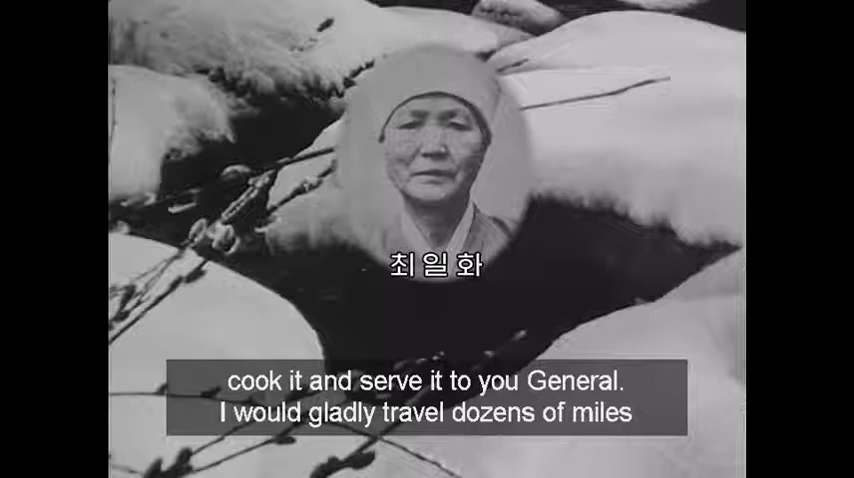 최일화
cook it and serve it to you General.
I would gladly travel dozens of miles